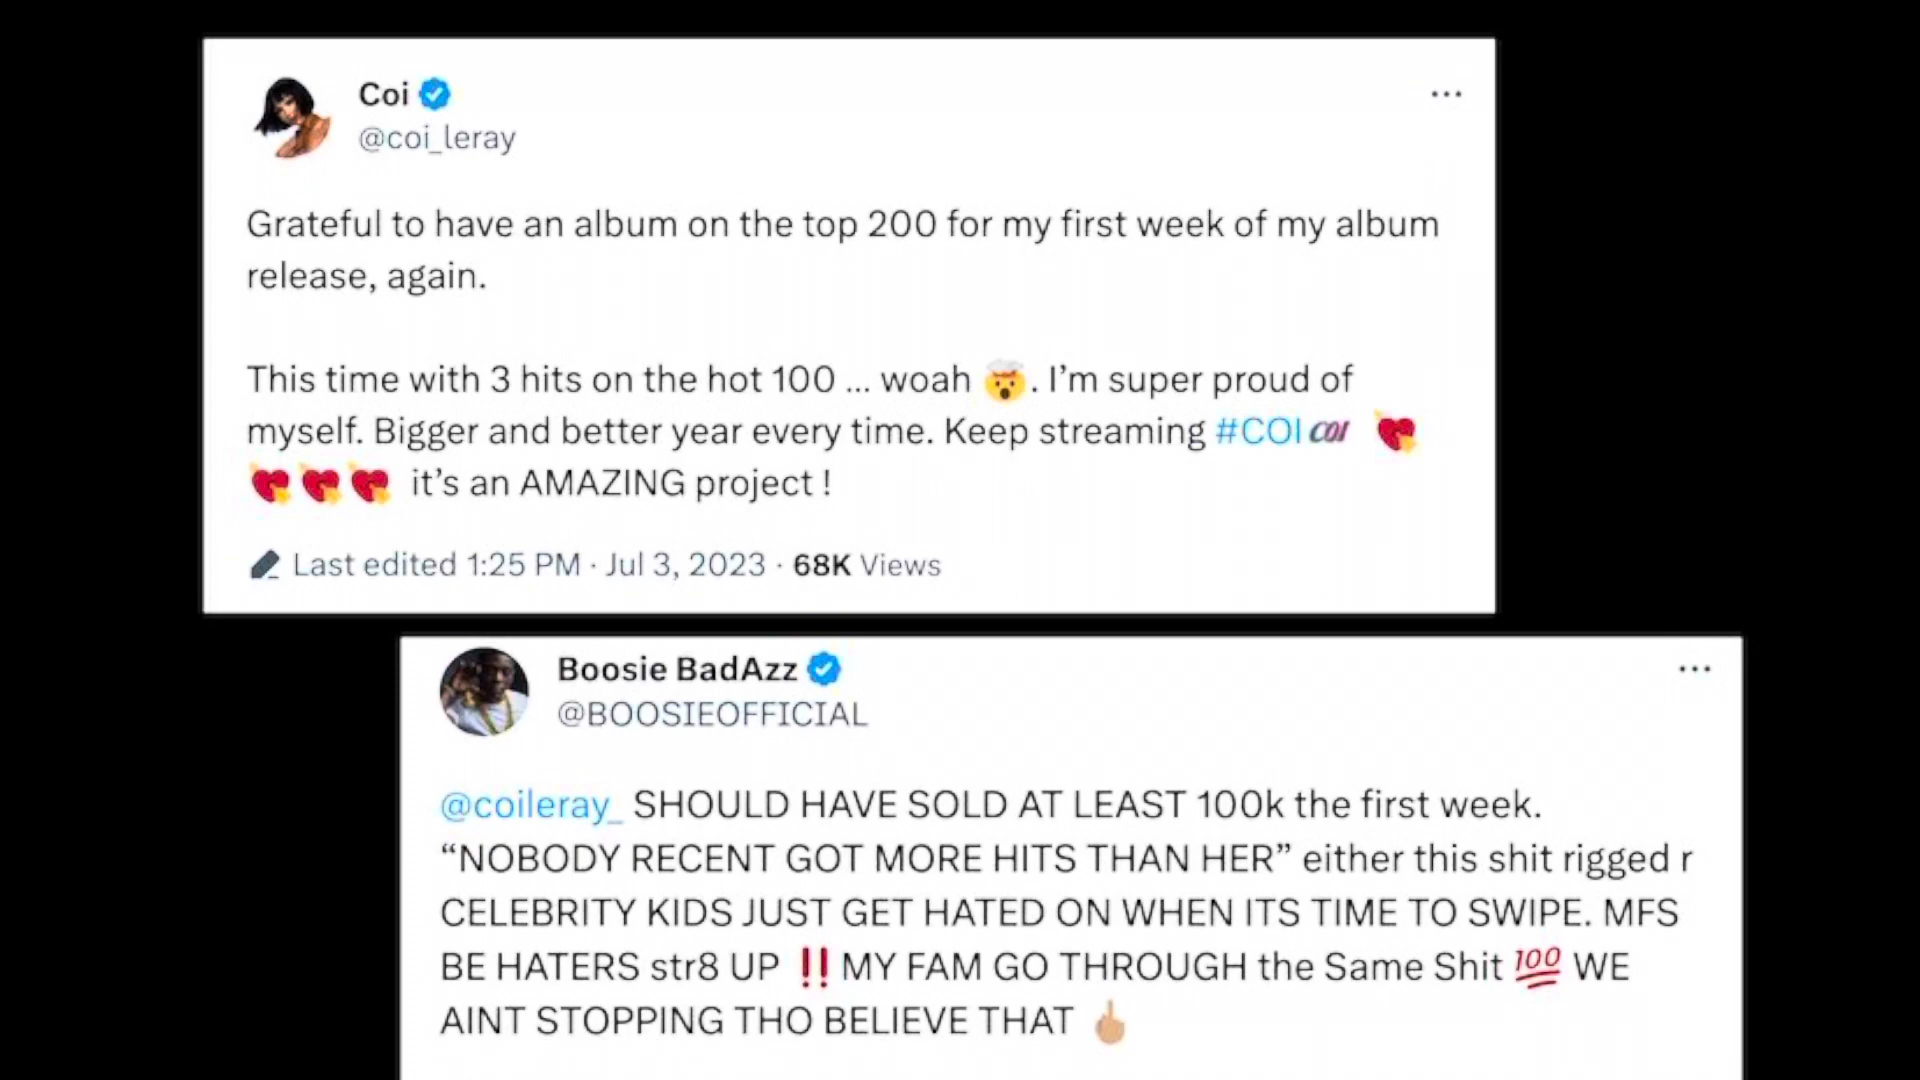 Coi
@coi_leray
Grateful to have an album on the top 200 for my first week of my album
release, again.
This time with 3 hits on the hot 100 ... woah 🤯. I’m super proud of
myself. Bigger and better year every time. Keep streaming #COI COI 💘
💘💘💘 it’s an AMAZING project !
Last edited 1:25 PM · Jul 3, 2023 · 68K Views
Boosie BadAzz
@BOOSIEOFFICIAL
@coileray_ SHOULD HAVE SOLD AT LEAST 100k the first week.
“NOBODY RECENT GOT MORE HITS THAN HER” either this shit rigged r
CELEBRITY KIDS JUST GET HATED ON WHEN ITS TIME TO SWIPE. MFS
BE HATERS str8 UP ‼️ MY FAM GO THROUGH the Same Shit 💯 WE
AINT STOPPING THO BELIEVE THAT 🖕🏼